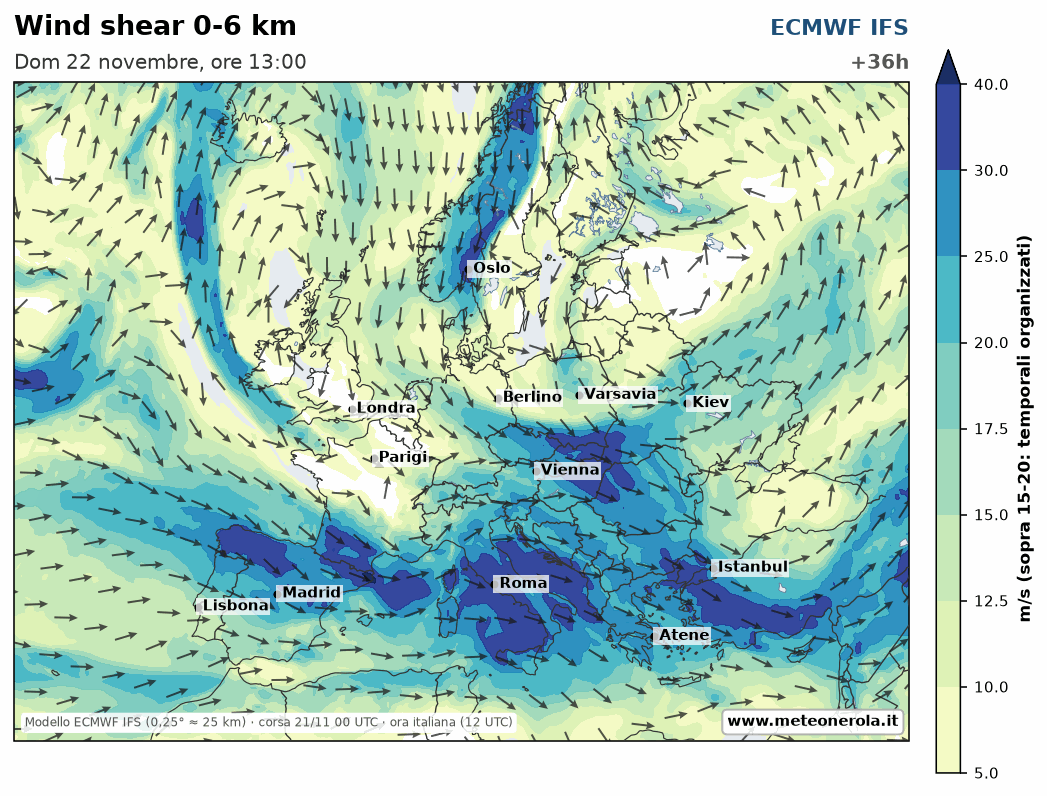 Wind shear 0-6 km
ECMWF IFS
Dom 22 novembre, ore 13:00
+36h
40.0
30.0
25.0
20.0
17.5
15.0
12.5
10.0
5.0
m/s (sopra 15-20: temporali organizzati)
Oslo
Berlino
Varsavia
Kiev
Londra
Parigi
Vienna
Istanbul
Roma
Madrid
Lisbona
Atene
Modello ECMWF IFS (0,25° ≈ 25 km) · corsa 21/11 00 UTC · ora italiana (12 UTC)
www.meteonerola.it